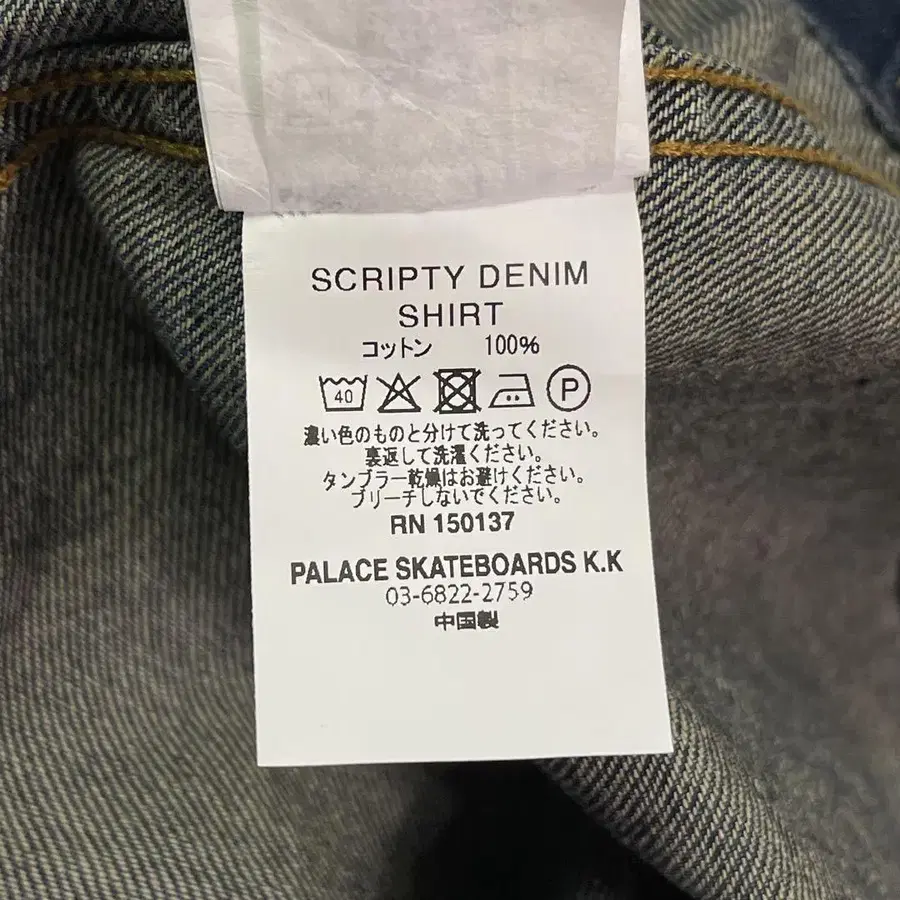 SCRIPTY DENIM
SHIRT
コットン 100%
40 P
濃い色のものと分けて洗ってください。
裏返して洗濯ください。
タンブラー乾燥はお避けください。
ブリーチしないでください。
RN 150137
PALACE SKATEBOARDS K.K
03-6822-2759
中国製